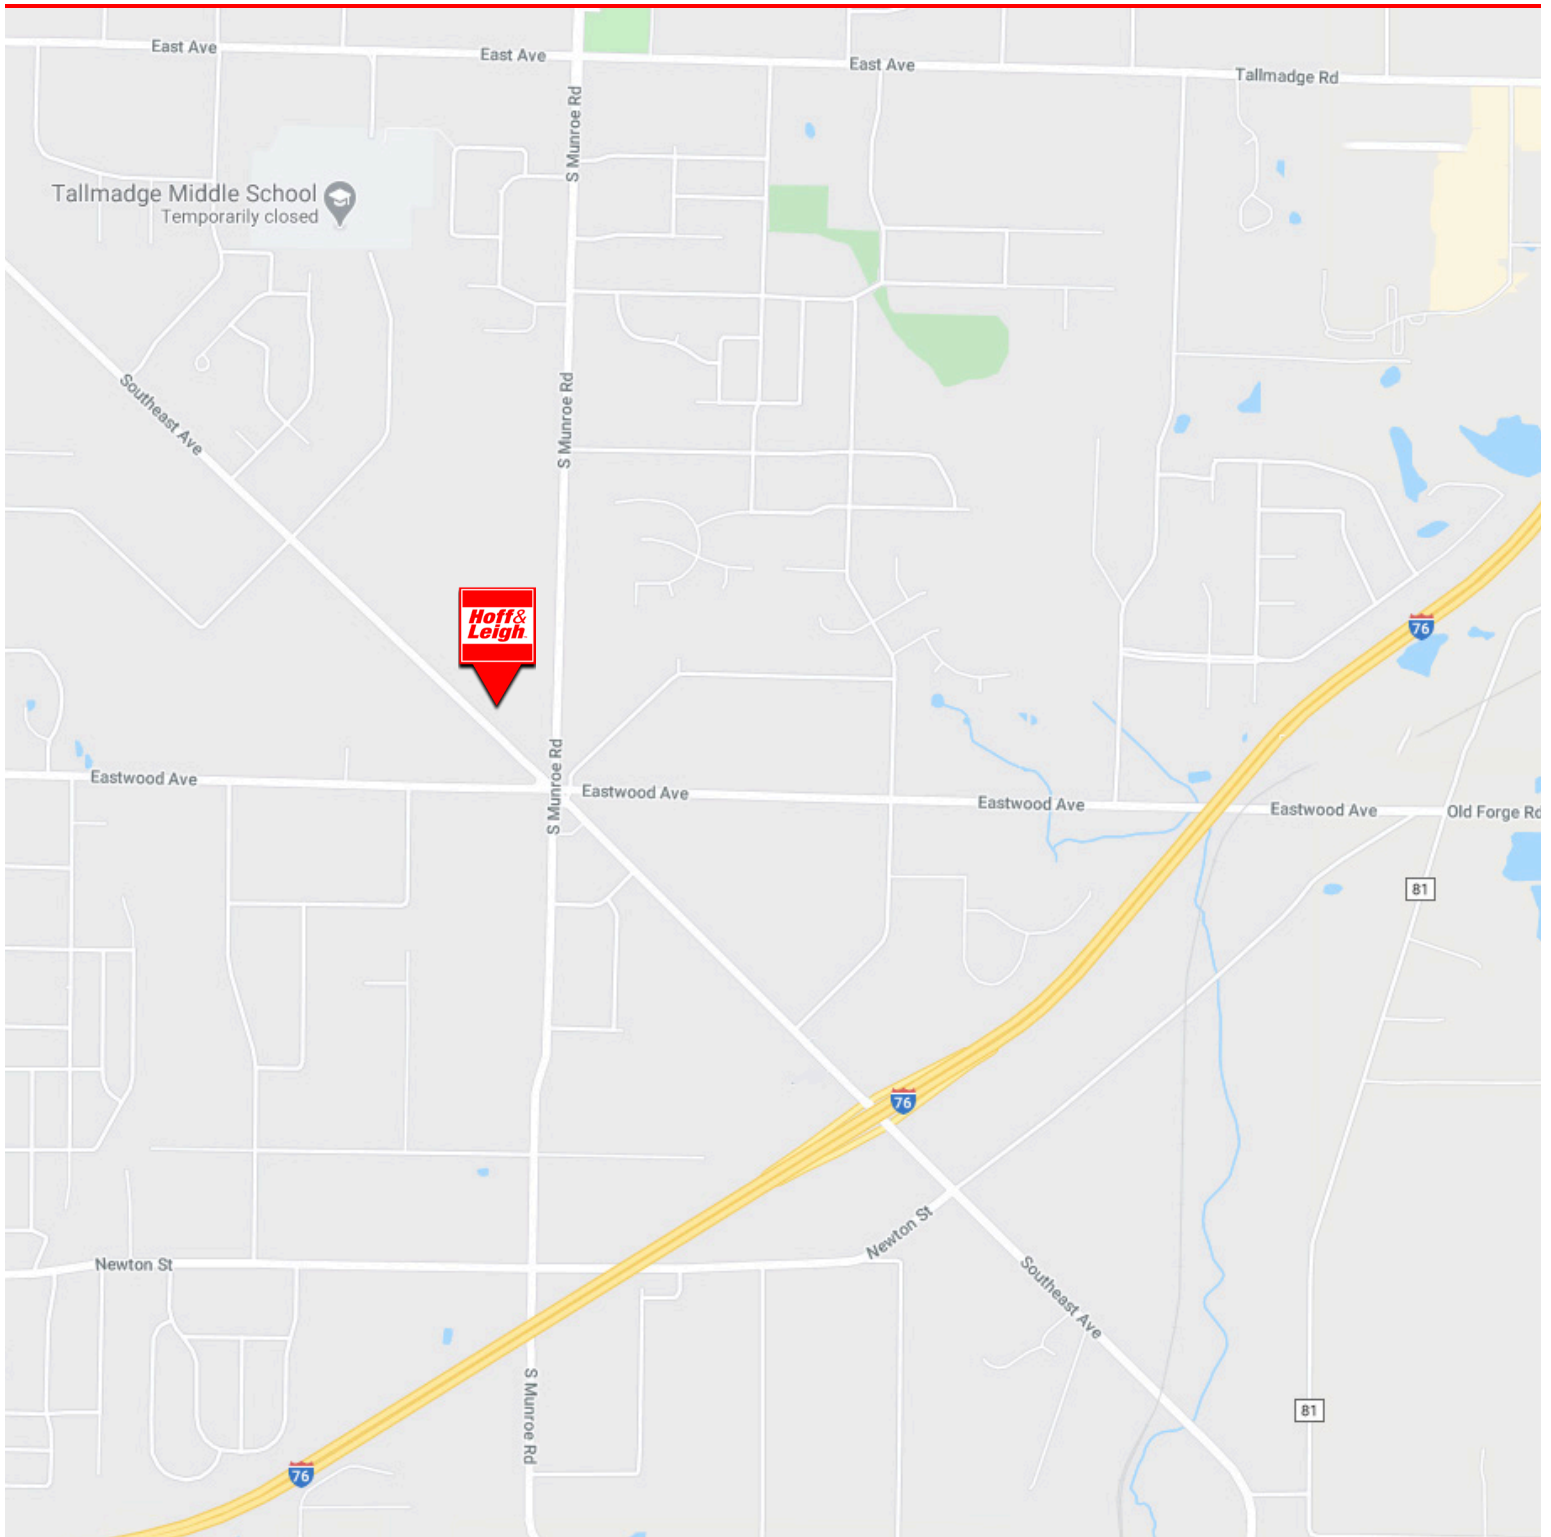 East Ave
East Ave
East Ave
Tallmadge Rd
S Munroe Rd
Tallmadge Middle School
Temporarily closed
Southeast Ave
S Munroe Rd
Hoff&
Leigh
76
S Munroe Rd
Eastwood Ave
Eastwood Ave
Eastwood Ave
Eastwood Ave
Old Forge Rd
81
76
Newton St
Newton St
Southeast Ave
S Munroe Rd
81
76